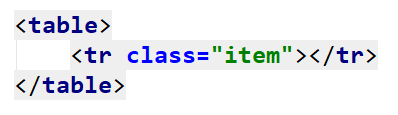 <table>
    <tr class="item"></tr>
</table>